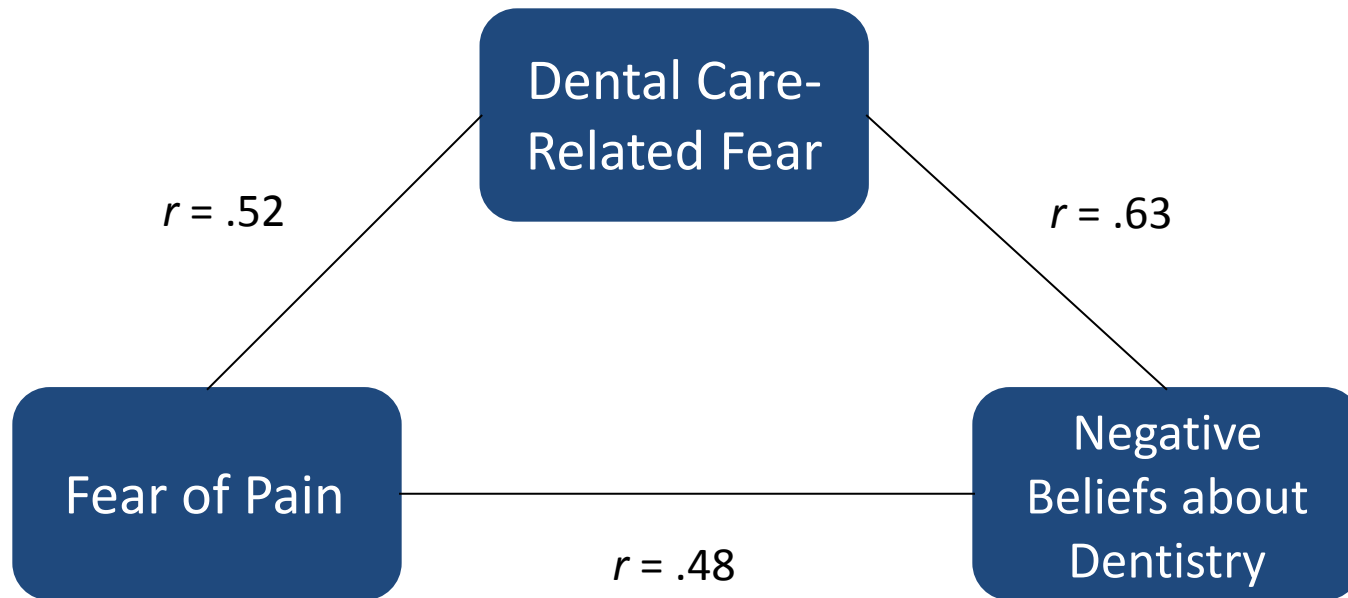 Dental Care-
Related Fear
r = .52
r = .63
Fear of Pain
Negative
Beliefs about
Dentistry
r = .48